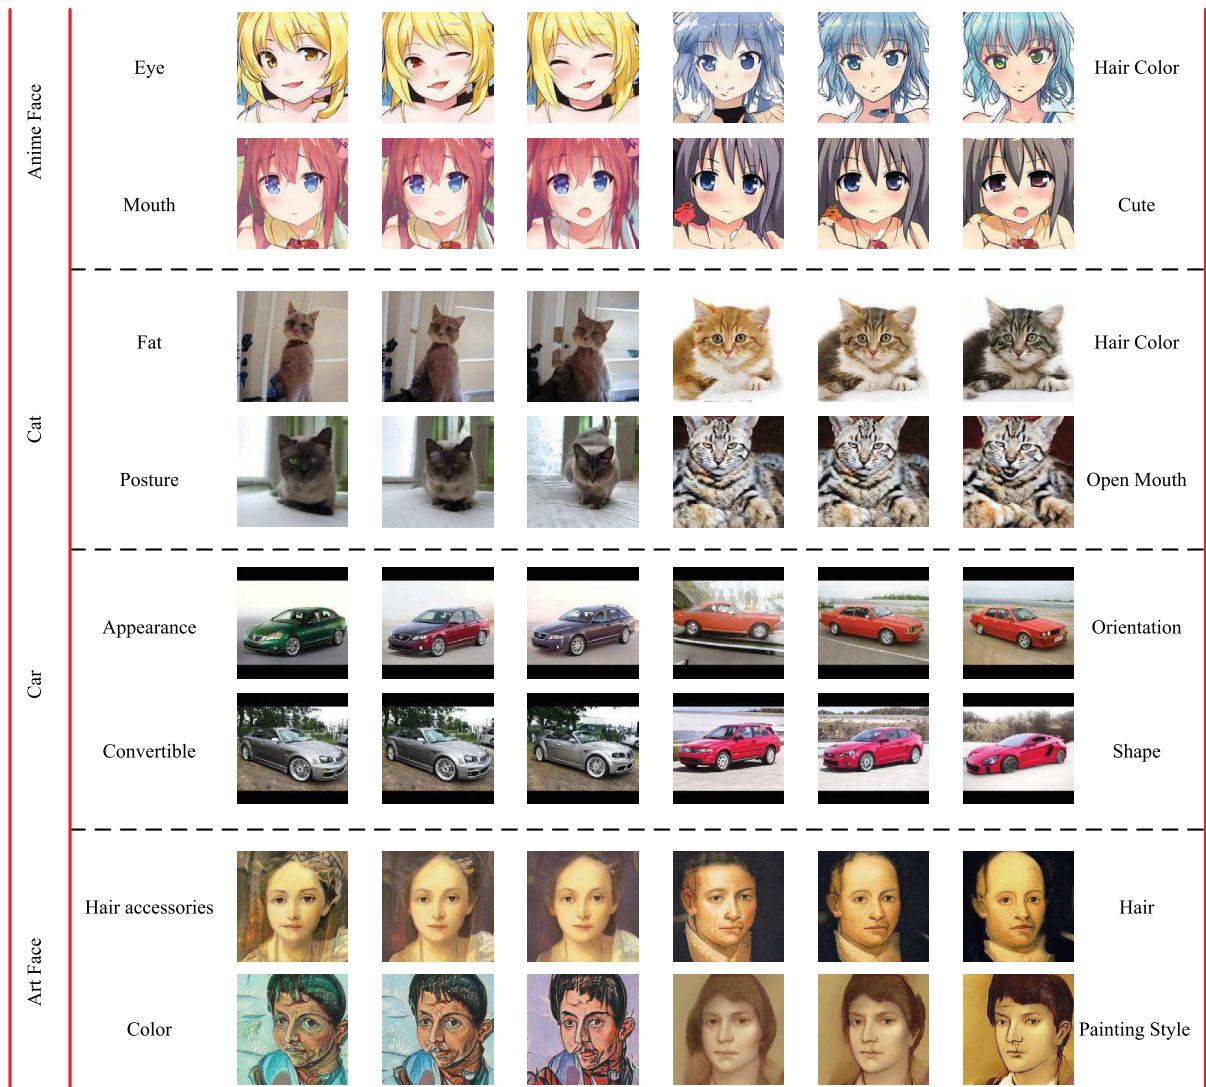 Anime Face
Eye
Hair Color
Mouth
Cute
Cat
Fat
Hair Color
Posture
Open Mouth
Car
Appearance
Orientation
Convertible
Shape
Art Face
Hair accessories
Hair
Color
Painting Style